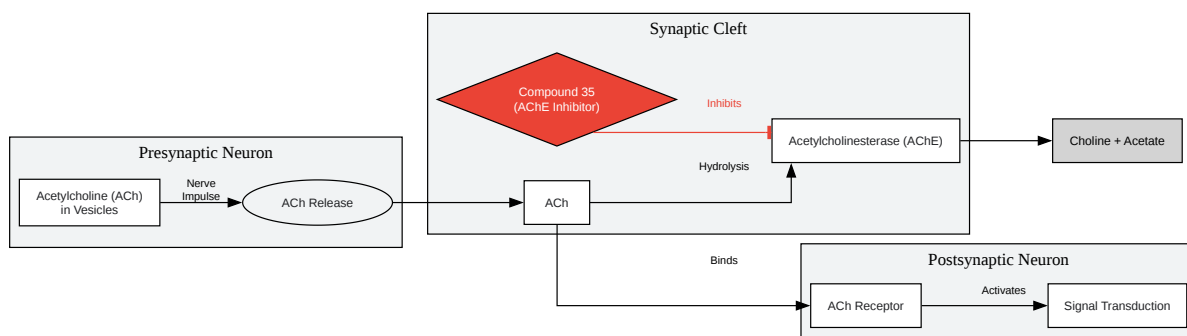 Synaptic Cleft
Compound 35
(AChE Inhibitor)
Inhibits
Acetylcholinesterase (AChE)
Choline + Acetate
Presynaptic Neuron
Hydrolysis
Acetylcholine (ACh)
in Vesicles
Nerve
Impulse
ACh Release
ACh
Binds
Postsynaptic Neuron
ACh Receptor
Activates
Signal Transduction